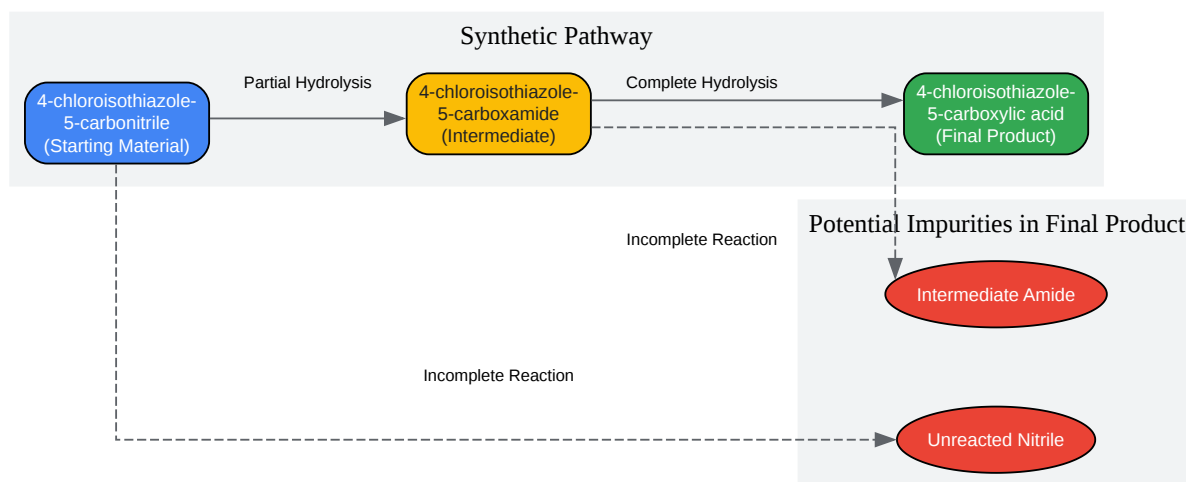 Synthetic Pathway
Partial Hydrolysis
Complete Hydrolysis
4-chloroisothiazole-
5-carbonitrile
(Starting Material)
4-chloroisothiazole-
5-carboxamide
(Intermediate)
4-chloroisothiazole-
5-carboxylic acid
(Final Product)
Potential Impurities in Final Product
Incomplete Reaction
Intermediate Amide
Incomplete Reaction
Unreacted Nitrile